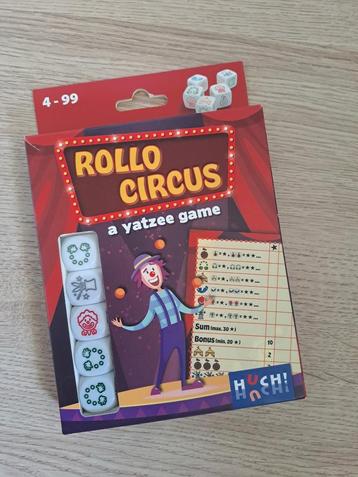 4 - 99
ROLLO
CIRCUS
a yatzee game
Sum (max. 30 ★)
Bonus (min. 20 ★) 10
2
HUCH!